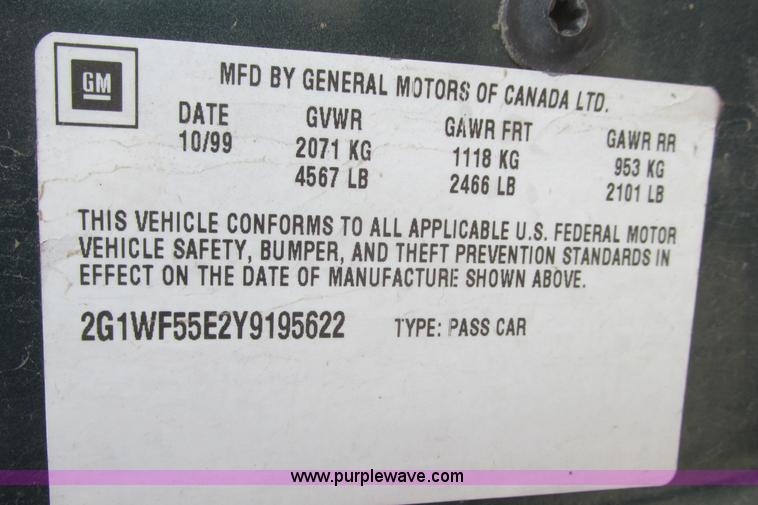 GM
MFD BY GENERAL MOTORS OF CANADA LTD.
DATE GVWR GAWR FRT GAWR RR
10/99 2071 KG 1118 KG 953 KG
4567 LB 2466 LB 2101 LB
THIS VEHICLE CONFORMS TO ALL APPLICABLE U.S. FEDERAL MOTOR
VEHICLE SAFETY, BUMPER, AND THEFT PREVENTION STANDARDS IN
EFFECT ON THE DATE OF MANUFACTURE SHOWN ABOVE.
2G1WF55E2Y9195622 TYPE: PASS CAR
www.purplewave.com